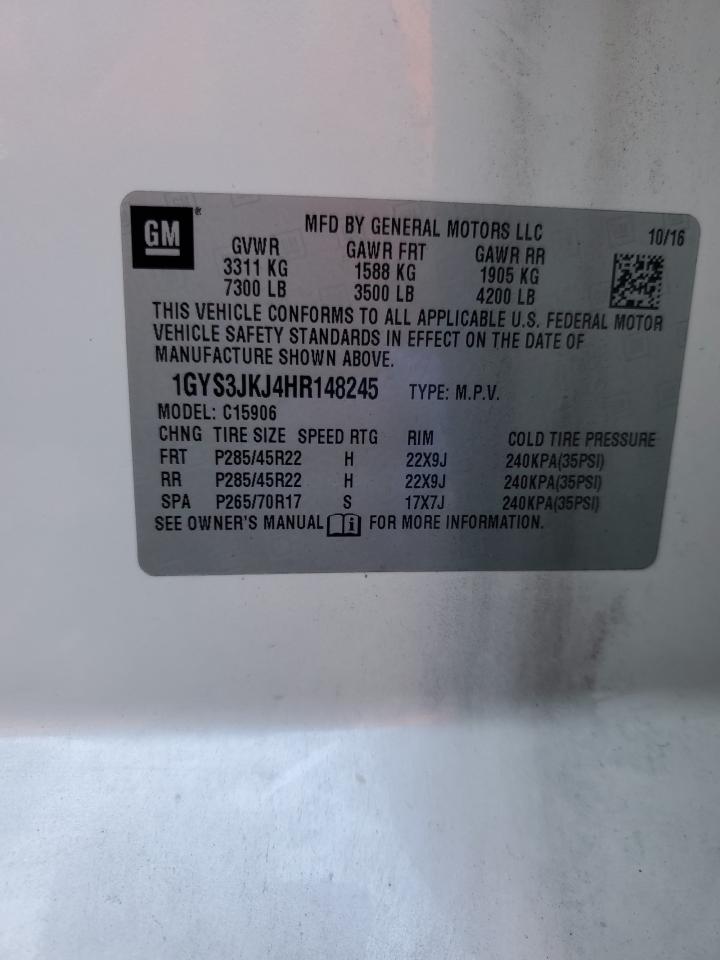 GM®
MFD BY GENERAL MOTORS LLC 10/16
GVWR GAWR FRT GAWR RR
3311 KG 1588 KG 1905 KG
7300 LB 3500 LB 4200 LB
THIS VEHICLE CONFORMS TO ALL APPLICABLE U.S. FEDERAL MOTOR
VEHICLE SAFETY STANDARDS IN EFFECT ON THE DATE OF
MANUFACTURE SHOWN ABOVE.
1GYS3JKJ4HR148245 TYPE: M.P.V.
MODEL: C15906
CHNG TIRE SIZE SPEED RTG RIM COLD TIRE PRESSURE
FRT P285/45R22 H 22X9J 240KPA(35PSI)
RR P285/45R22 H 22X9J 240KPA(35PSI)
SPA P265/70R17 S 17X7J 240KPA(35PSI)
SEE OWNER'S MANUAL i FOR MORE INFORMATION.